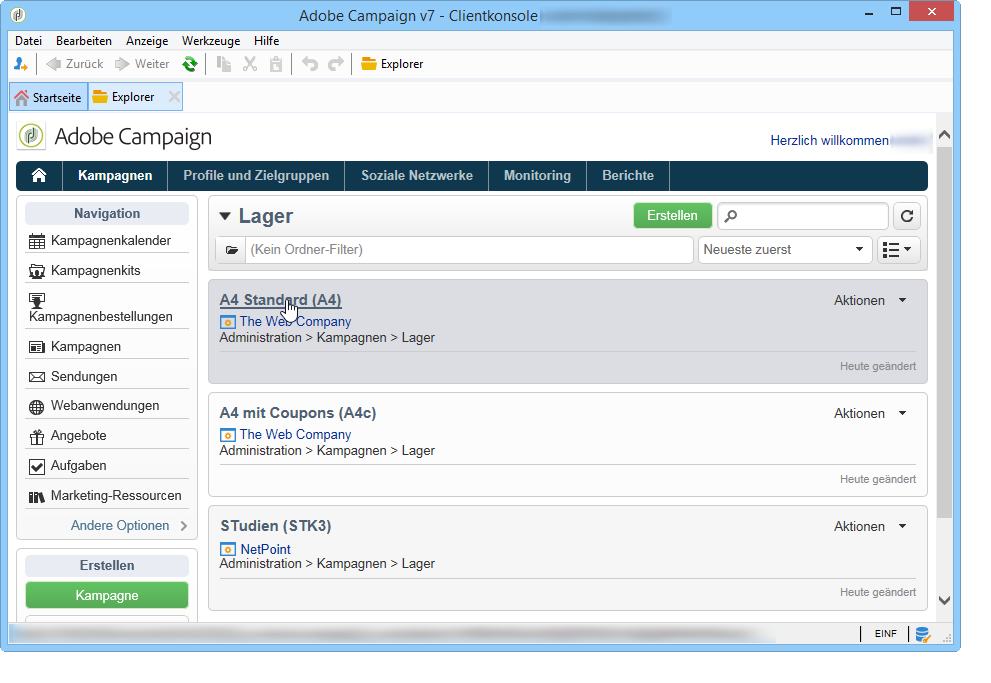 Adobe Campaign v7 - Clientkonsole
Datei Bearbeiten Anzeige Werkzeuge Hilfe
Zurück Weiter Explorer
Startseite Explorer
Adobe Campaign
Herzlich willkommen
Kampagnen Profile und Zielgruppen Soziale Netzwerke Monitoring Berichte
Navigation
Kampagnenkalender
Kampagnenkits
Kampagnenbestellungen
Kampagnen
Sendungen
Webanwendungen
Angebote
Aufgaben
Marketing-Ressourcen
Andere Optionen
Erstellen
Kampagne
Lager
Erstellen
(Kein Ordner-Filter)
Neueste zuerst
A4 Standard (A4)
Aktionen
The Web Company
Administration > Kampagnen > Lager
Heute geändert
A4 mit Coupons (A4c)
Aktionen
The Web Company
Administration > Kampagnen > Lager
Heute geändert
STudien (STK3)
Aktionen
NetPoint
Administration > Kampagnen > Lager
Heute geändert
EINF